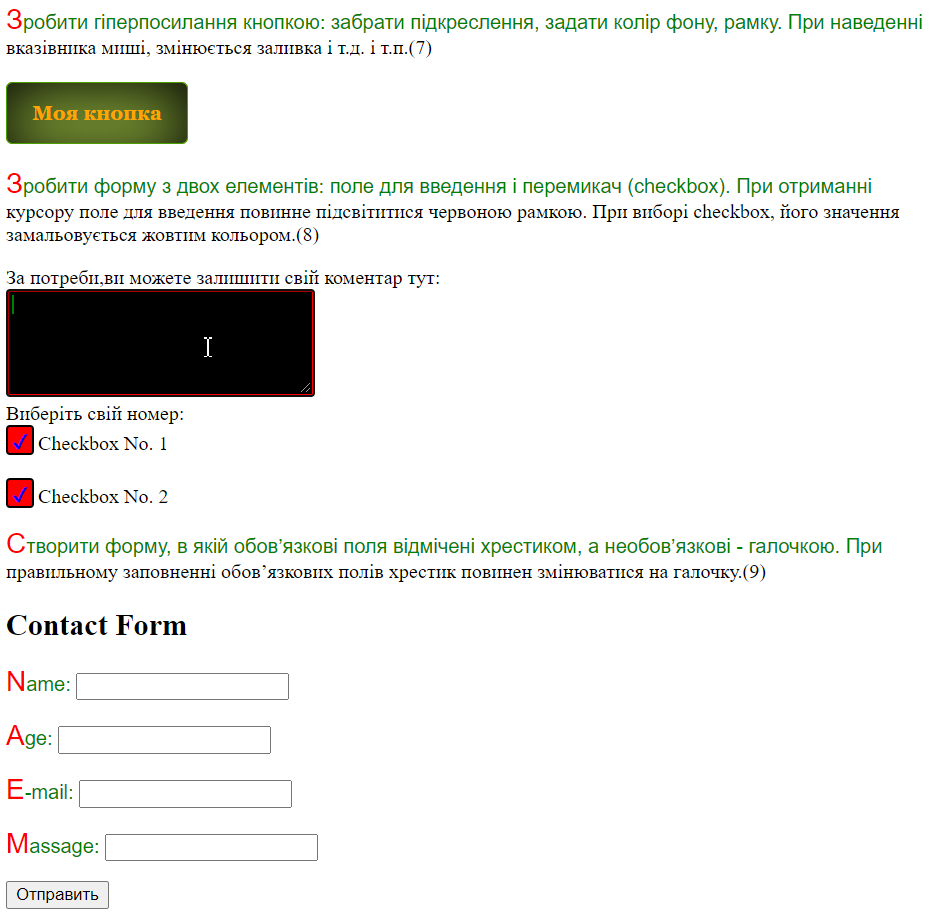 Зробити гіперпосилання кнопкою: забрати підкреслення, задати колір фону, рамку. При наведенні
вказівника миші, змінюється заливка і т.д. і т.п.(7)
Моя кнопка
Зробити форму з двох елементів: поле для введення і перемикач (checkbox). При отриманні
курсору поле для введення повинне підсвітитися червоною рамкою. При виборі checkbox, його значення
замальовується жовтим кольором.(8)
За потреби,ви можете залишити свій коментар тут:
Виберіть свій номер:
✓ Checkbox No. 1
✓ Checkbox No. 2
Створити форму, в якій обов’язкові поля відмічені хрестиком, а необов’язкові - галочкою. При
правильному заповненні обов’язкових полів хрестик повинен змінюватися на галочку.(9)
Contact Form
Name:
Age:
E-mail:
Massage:
Отправить